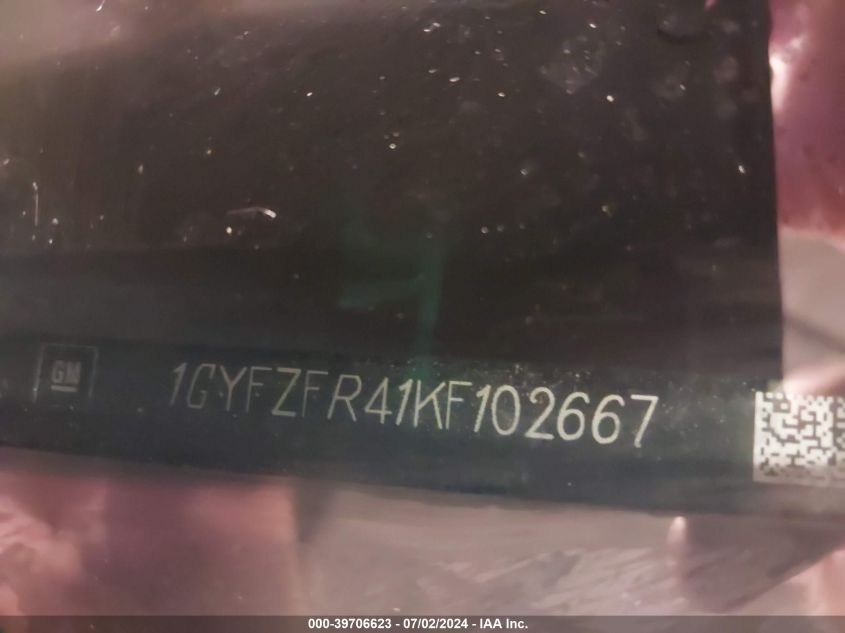 GM
1GYFZFR41KF102667
000-39706623 - 07/02/2024 - IAA Inc.